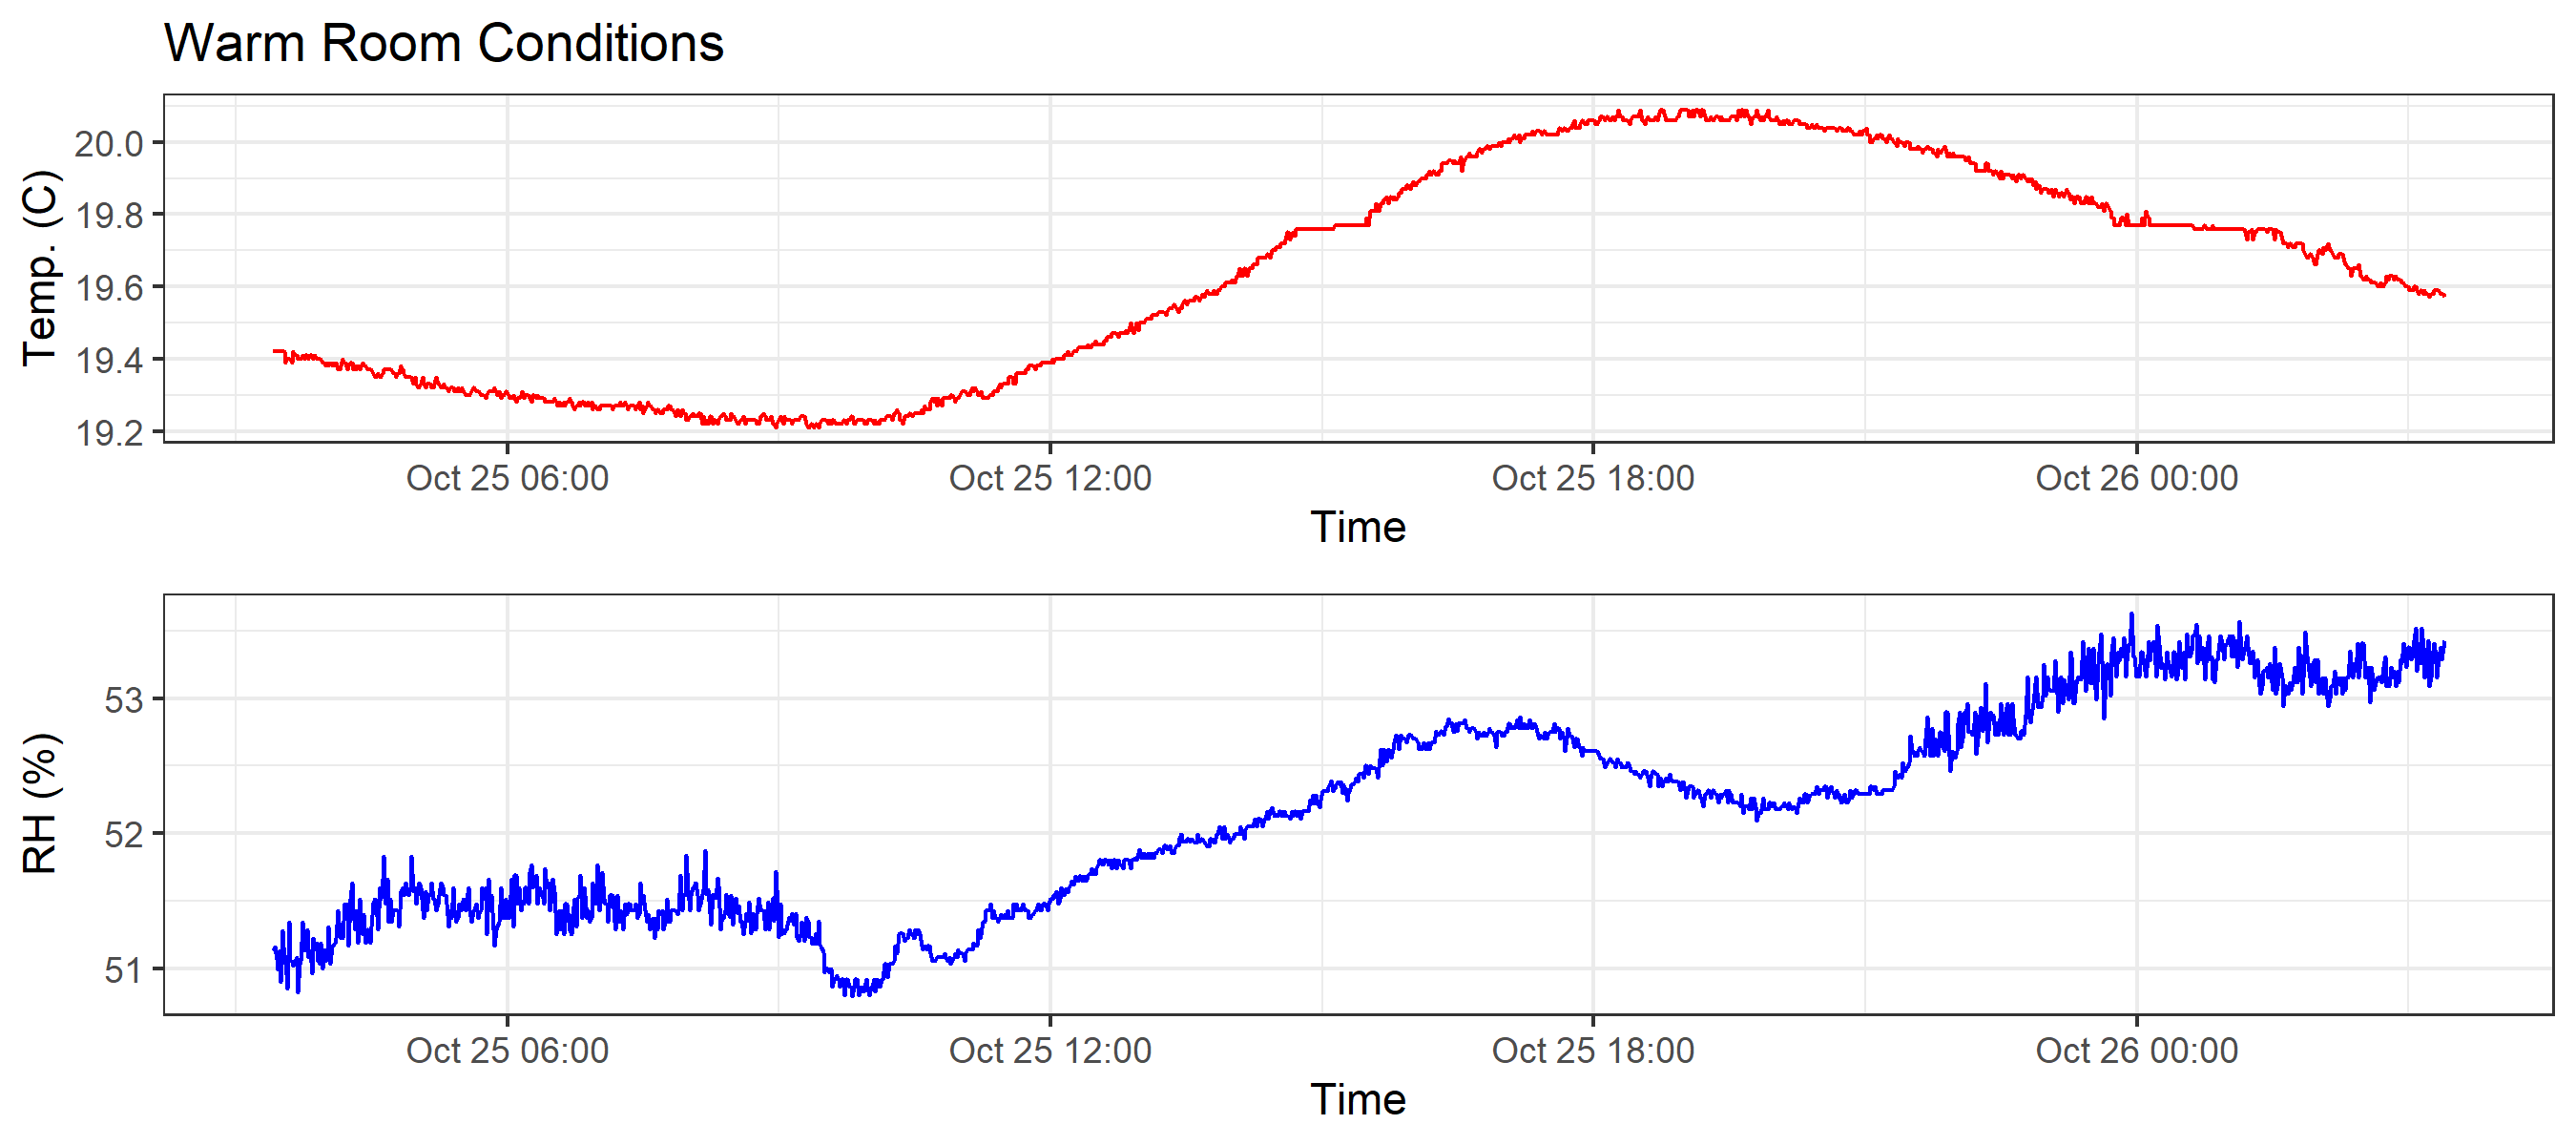 Warm Room Conditions
Temp. (C)
20.0
19.8
19.6
19.4
19.2
Oct 25 06:00 Oct 25 12:00 Oct 25 18:00 Oct 26 00:00
Time
RH (%)
53
52
51
Oct 25 06:00 Oct 25 12:00 Oct 25 18:00 Oct 26 00:00
Time